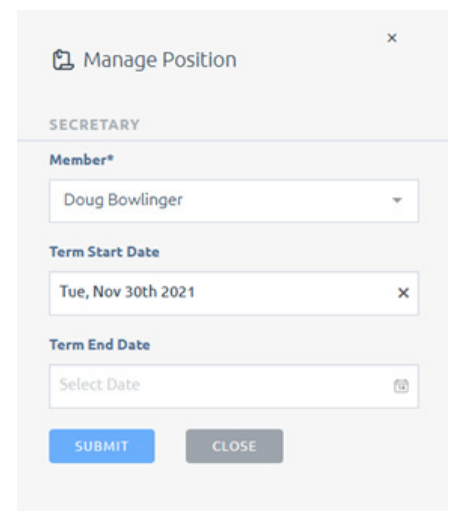 Manage Position
SECRETARY
Member*
Doug Bowlinger
Term Start Date
Tue, Nov 30th 2021
Term End Date
Select Date
SUBMIT CLOSE